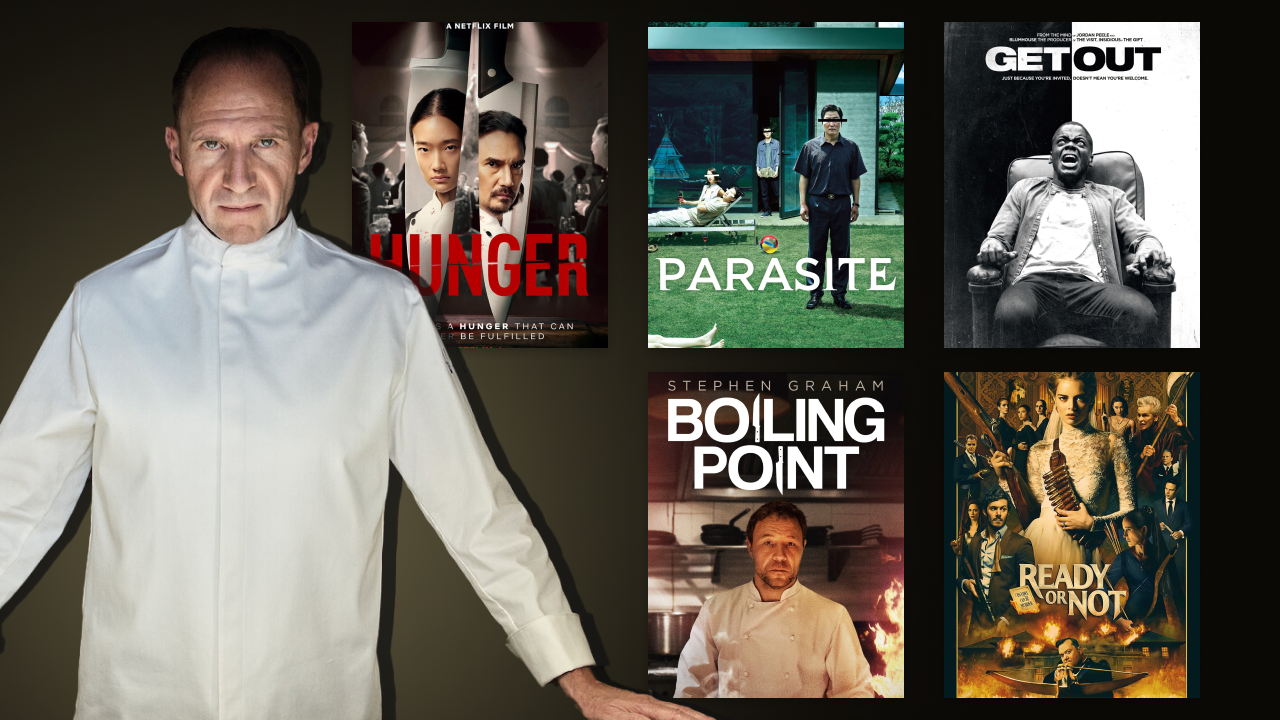 A NETFLIX FILM
HUNGER
S A HUNGER THAT CAN
ER BE FULFILLED
PARASITE
FROM THE MIND OF JORDAN PEELE
BLUMHOUSE THE PRODUCER OF THE VISIT, INSIDIOUS, THE GIFT
GET OUT
JUST BECAUSE YOU'RE INVITED, DOESN'T MEAN YOU'RE WELCOME.
STEPHEN GRAHAM
BOILING
POINT
READY
OR NOT